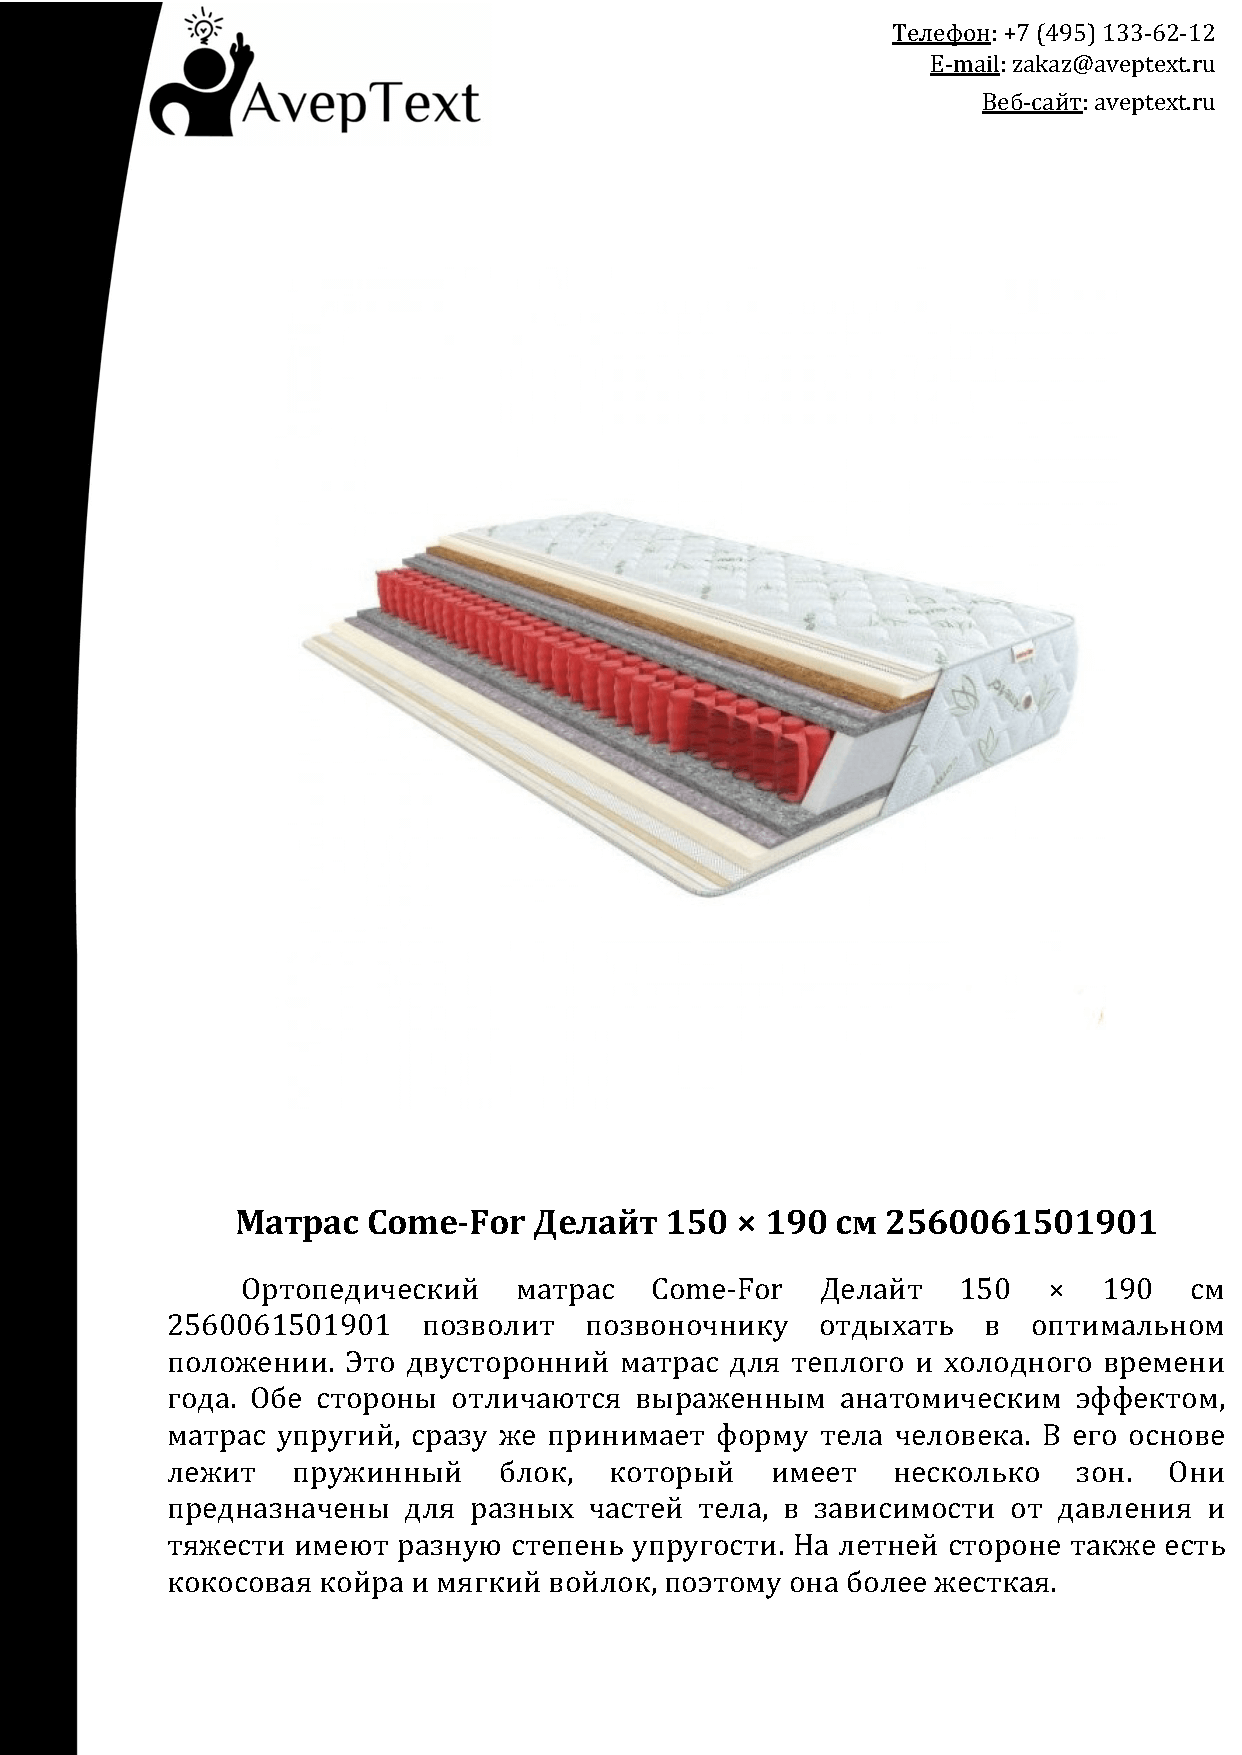 AvepText
Телефон: +7 (495) 133-62-12
E-mail: zakaz@aveptext.ru
Веб-сайт: aveptext.ru
Матрас Come-For Делайт 150 × 190 см 2560061501901
Ортопедический матрас Come-For Делайт 150 × 190 см
2560061501901 позволит позвоночнику отдыхать в оптимальном
положении. Это двусторонний матрас для теплого и холодного времени
года. Обе стороны отличаются выраженным анатомическим эффектом,
матрас упругий, сразу же принимает форму тела человека. В его основе
лежит пружинный блок, который имеет несколько зон. Они
предназначены для разных частей тела, в зависимости от давления и
тяжести имеют разную степень упругости. На летней стороне также есть
кокосовая койра и мягкий войлок, поэтому она более жесткая.